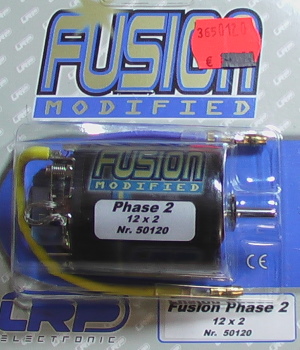 3650120
€
FUSION
MODIFIED
FUSION
MODIFIED
Phase 2
12 x 2
Nr. 50120
CE
Fusion Phase 2
12 x 2
Nr. 50120
LRP
ELECTRONIC